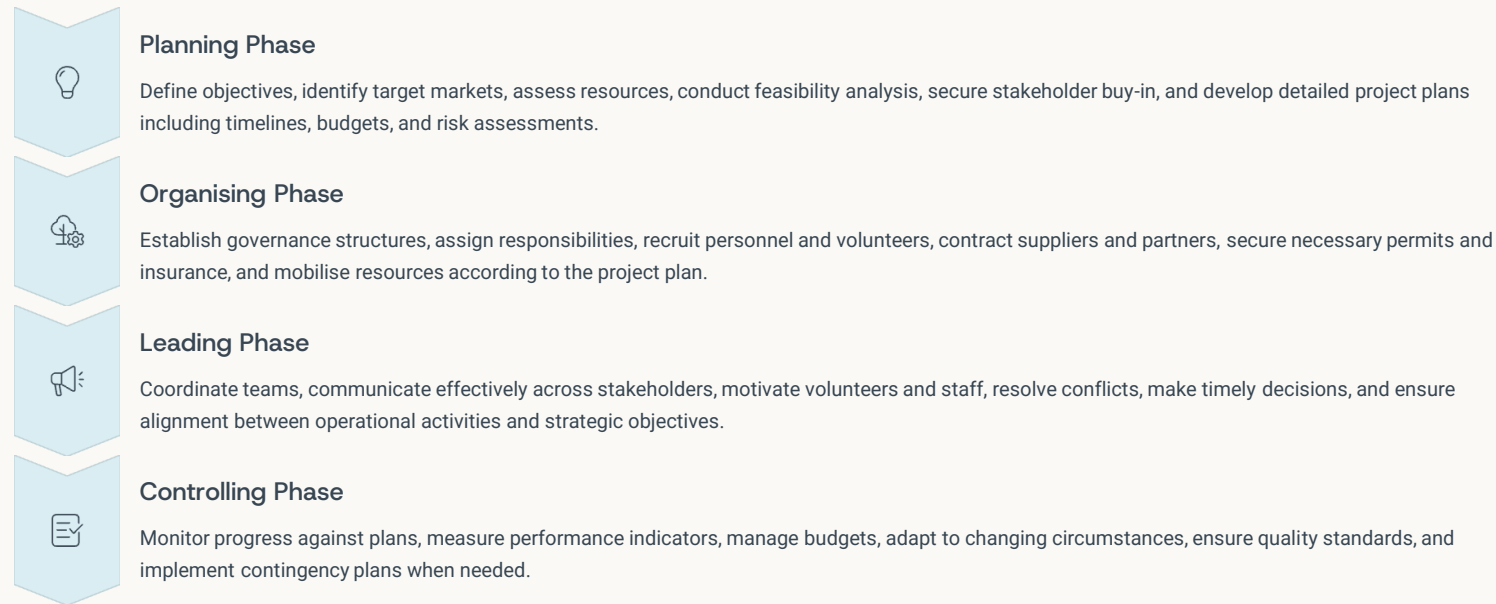 Planning Phase
Define objectives, identify target markets, assess resources, conduct feasibility analysis, secure stakeholder buy-in, and develop detailed project plans
including timelines, budgets, and risk assessments.
Organising Phase
Establish governance structures, assign responsibilities, recruit personnel and volunteers, contract suppliers and partners, secure necessary permits and
insurance, and mobilise resources according to the project plan.
Leading Phase
Coordinate teams, communicate effectively across stakeholders, motivate volunteers and staff, resolve conflicts, make timely decisions, and ensure
alignment between operational activities and strategic objectives.
Controlling Phase
Monitor progress against plans, measure performance indicators, manage budgets, adapt to changing circumstances, ensure quality standards, and
implement contingency plans when needed.